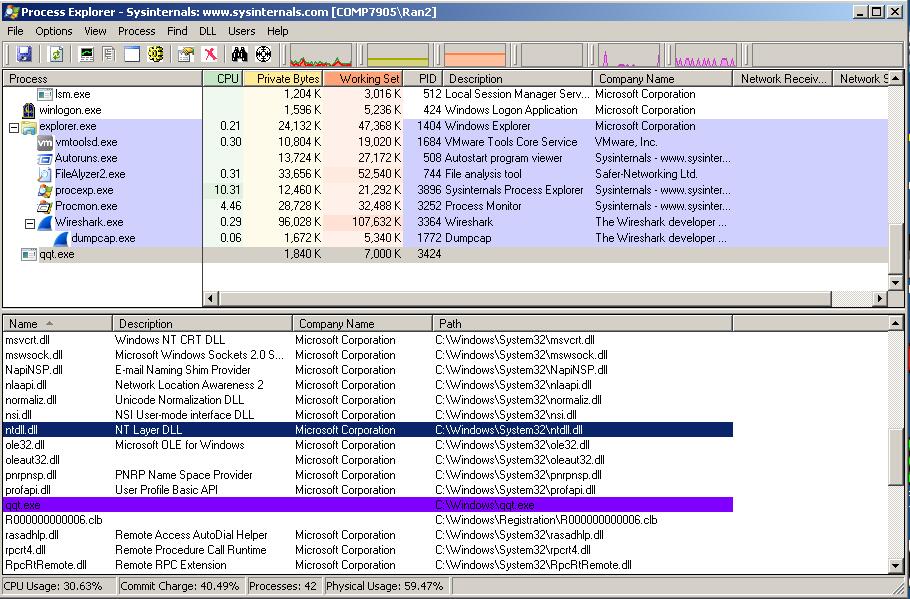 Process Explorer - Sysinternals: www.sysinternals.com [COMP7905\Ran2]
File Options View Process Find DLL Users Help
Process CPU Private Bytes Working Set PID Description Company Name Network Receiv... Network S
lsm.exe 1,204 K 3,016 K 512 Local Session Manager Serv... Microsoft Corporation
winlogon.exe 1,596 K 5,236 K 424 Windows Logon Application Microsoft Corporation
explorer.exe 0.21 24,132 K 47,368 K 1404 Windows Explorer Microsoft Corporation
vm vmtoolsd.exe 0.30 10,804 K 19,020 K 1684 VMware Tools Core Service VMware, Inc.
Autoruns.exe 13,724 K 27,172 K 508 Autostart program viewer Sysinternals - www.sysinter...
FileAlyzer2.exe 0.31 33,656 K 52,540 K 744 File analysis tool Safer-Networking Ltd.
procexp.exe 10.31 12,460 K 21,292 K 3896 Sysinternals Process Explorer Sysinternals - www.sysinter...
Procmon.exe 4.46 28,728 K 32,488 K 3252 Process Monitor Sysinternals - www.sysinter...
Wireshark.exe 0.29 96,028 K 107,632 K 3364 Wireshark The Wireshark developer ...
dumpcap.exe 0.06 1,672 K 5,340 K 1772 Dumpcap The Wireshark developer ...
qqt.exe 1,840 K 7,000 K 3424
Name Description Company Name Path
msvcrt.dll Windows NT CRT DLL Microsoft Corporation C:\Windows\System32\msvcrt.dll
mswsock.dll Microsoft Windows Sockets 2.0 S... Microsoft Corporation C:\Windows\System32\mswsock.dll
NapiNSP.dll E-mail Naming Shim Provider Microsoft Corporation C:\Windows\System32\NapiNSP.dll
nlaapi.dll Network Location Awareness 2 Microsoft Corporation C:\Windows\System32\nlaapi.dll
normaliz.dll Unicode Normalization DLL Microsoft Corporation C:\Windows\System32\normaliz.dll
nsi.dll NSI User-mode interface DLL Microsoft Corporation C:\Windows\System32\nsi.dll
ntdll.dll NT Layer DLL Microsoft Corporation C:\Windows\System32\ntdll.dll
ole32.dll Microsoft OLE for Windows Microsoft Corporation C:\Windows\System32\ole32.dll
oleaut32.dll Microsoft Corporation C:\Windows\System32\oleaut32.dll
pnrpnsp.dll PNRP Name Space Provider Microsoft Corporation C:\Windows\System32\pnrpnsp.dll
profapi.dll User Profile Basic API Microsoft Corporation C:\Windows\System32\profapi.dll
qqt.exe C:\Windows\qqt.exe
R000000000006.clb C:\Windows\Registration\R000000000006.clb
rasadhlp.dll Remote Access AutoDial Helper Microsoft Corporation C:\Windows\System32\rasadhlp.dll
rpcrt4.dll Remote Procedure Call Runtime Microsoft Corporation C:\Windows\System32\rpcrt4.dll
RpcRtRemote.dll Remote RPC Extension Microsoft Corporation C:\Windows\System32\RpcRtRemote.dll
CPU Usage: 30.63% Commit Charge: 40.49% Processes: 42 Physical Usage: 59.47%